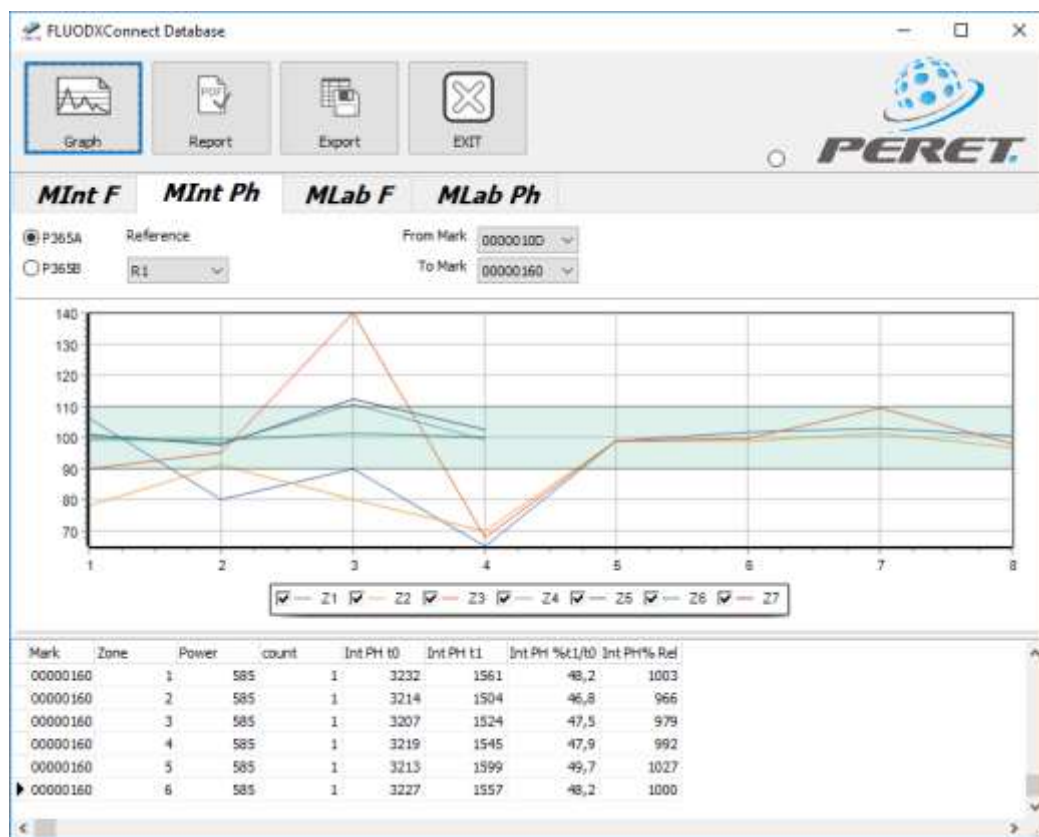 FLUODXConnect Database
Graph Report Export EXIT
PDF
PERET.
MInt F MInt Ph MLab F MLab Ph
P365A Reference From Mark 0000010D
P365B R1 To Mark 00000160
140
130
120
110
100
90
80
70
1 2 3 4 5 6 7 8
Z1 Z2 Z3 Z4 Z5 Z6 Z7
Mark Zone Power count Int PH t0 Int PH t1 Int PH %t1/t0 Int PH% Rel
00000160 1 585 1 3232 1561 48,2 1003
00000160 2 585 1 3214 1504 46,8 966
00000160 3 585 1 3207 1524 47,5 979
00000160 4 585 1 3219 1545 47,9 992
00000160 5 585 1 3213 1599 49,7 1027
00000160 6 585 1 3227 1557 48,2 1000